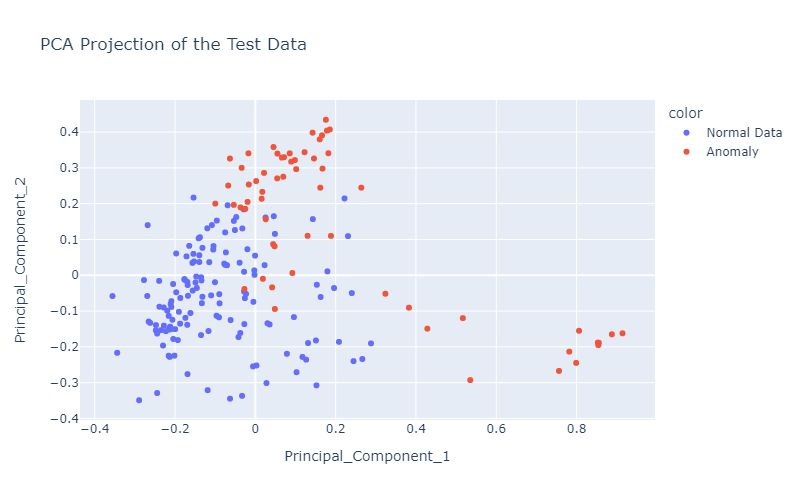 PCA Projection of the Test Data
color
Normal Data
Anomaly
Principal_Component_2
0.4
0.3
0.2
0.1
0
−0.1
−0.2
−0.3
−0.4
−0.4
−0.2
0
0.2
0.4
0.6
0.8
Principal_Component_1